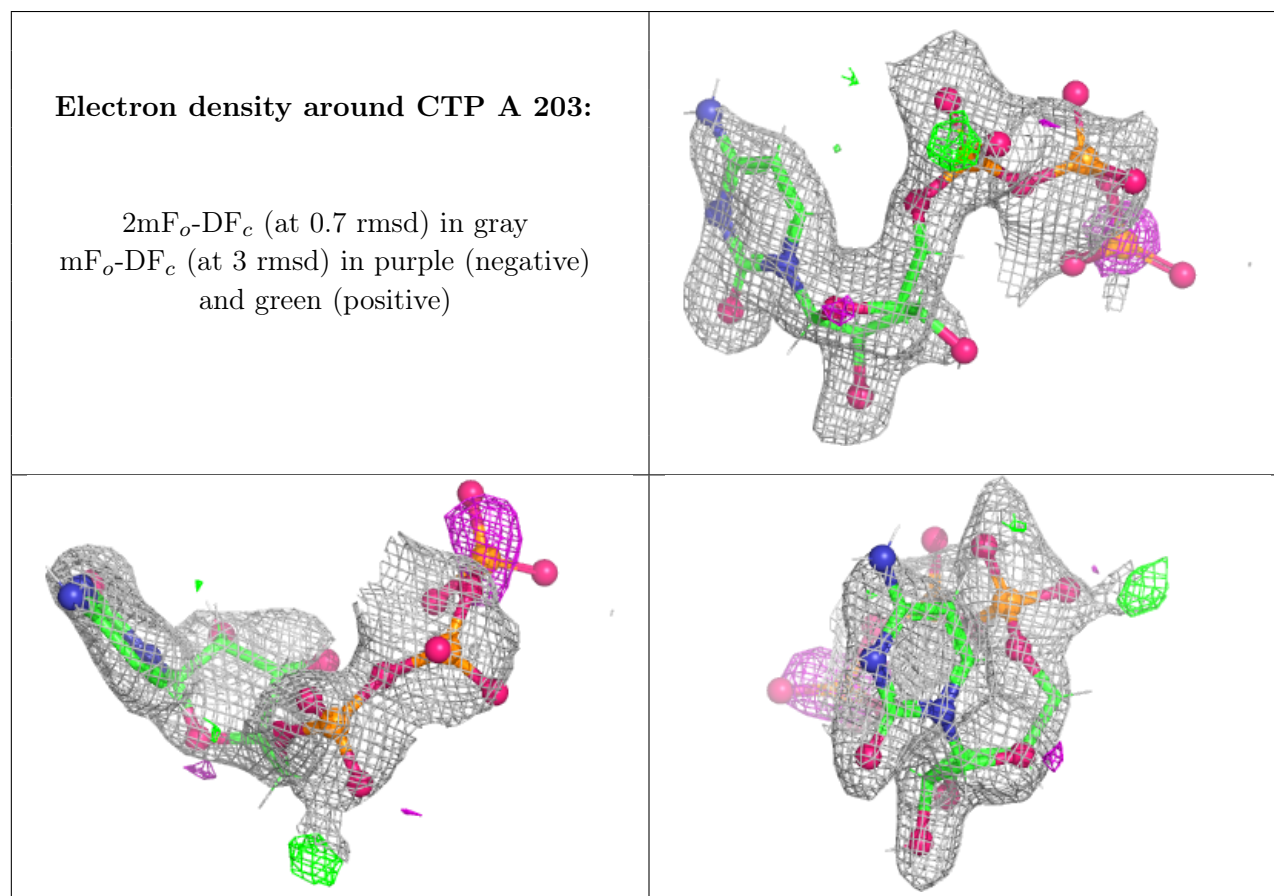 Electron density around CTP A 203:
2mFₒ-DF𝒸 (at 0.7 rmsd) in gray
mFₒ-DF𝒸 (at 3 rmsd) in purple (negative)
and green (positive)